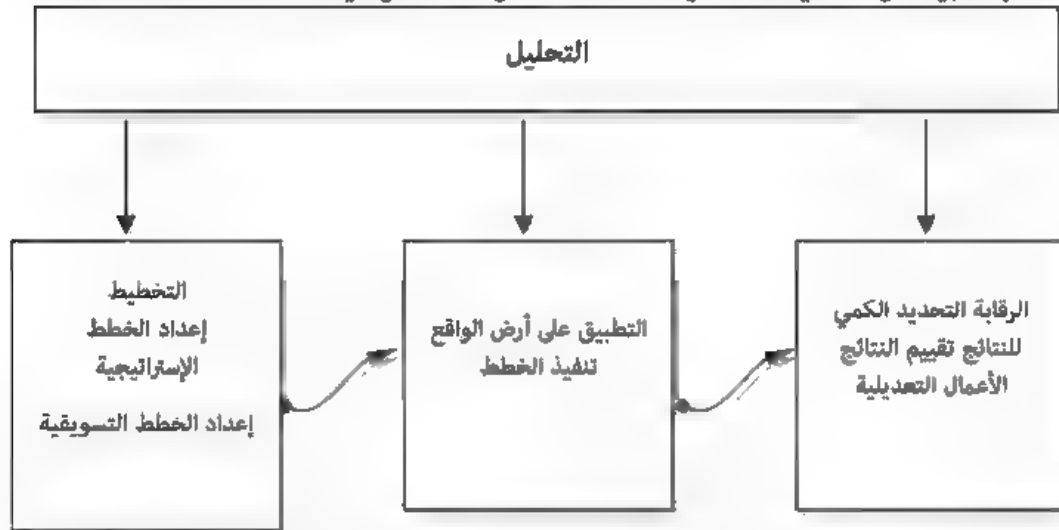 التحليل
التخطيط
إعداد الخطط
الإستراتيجية
إعداد الخطط التسويقية
التطبيق على أرض الواقع
تنفيذ الخطط
الرقابة التحديد الكمي
للنتائج تقييم النتائج
الأعمال التعديلية